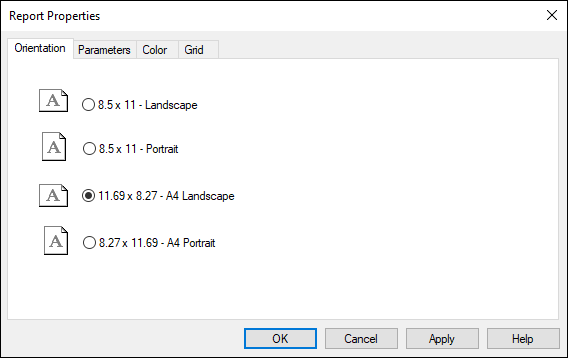 Report Properties
Orientation Parameters Color Grid
A 8.5 x 11 - Landscape
A 8.5 x 11 - Portrait
A 11.69 x 8.27 - A4 Landscape
A 8.27 x 11.69 - A4 Portrait
OK Cancel Apply Help